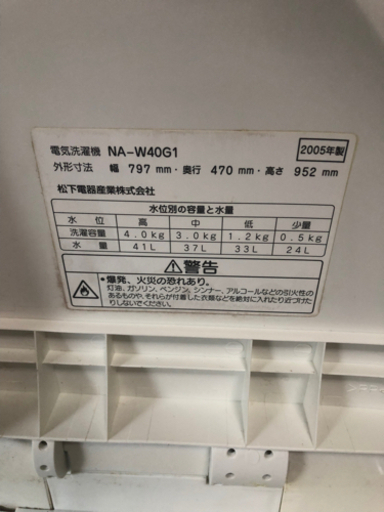 電気洗濯機 NA-W40G1 2005年製
外形寸法 幅 797 mm・奥行 470 mm・高さ 952 mm
松下電器産業株式会社
水位別の容量と水量
水 位 高 中 低 少量
洗濯容量 4.0kg 3.0kg 1.2kg 0.5kg
水 量 41L 37L 33L 24L
⚠警告
・爆発、火災の恐れあり。
灯油、ガソリン、ベンジン、シンナー、アルコールなどの引火性の
あるものや、それらが付着した衣類などを絶対に入れたり近づけた
りしないでください。